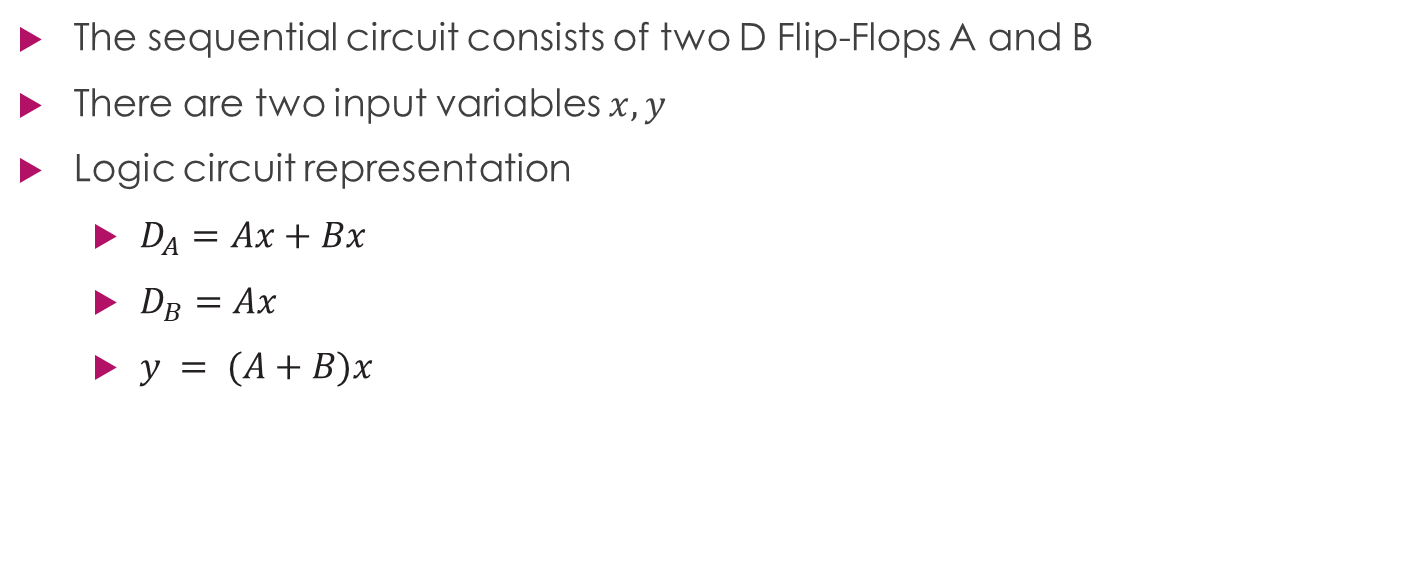 The sequential circuit consists of two D Flip-Flops A and B
There are two input variables x, y
Logic circuit representation
D_A = Ax + Bx
D_B = Ax
y = (A + B)x